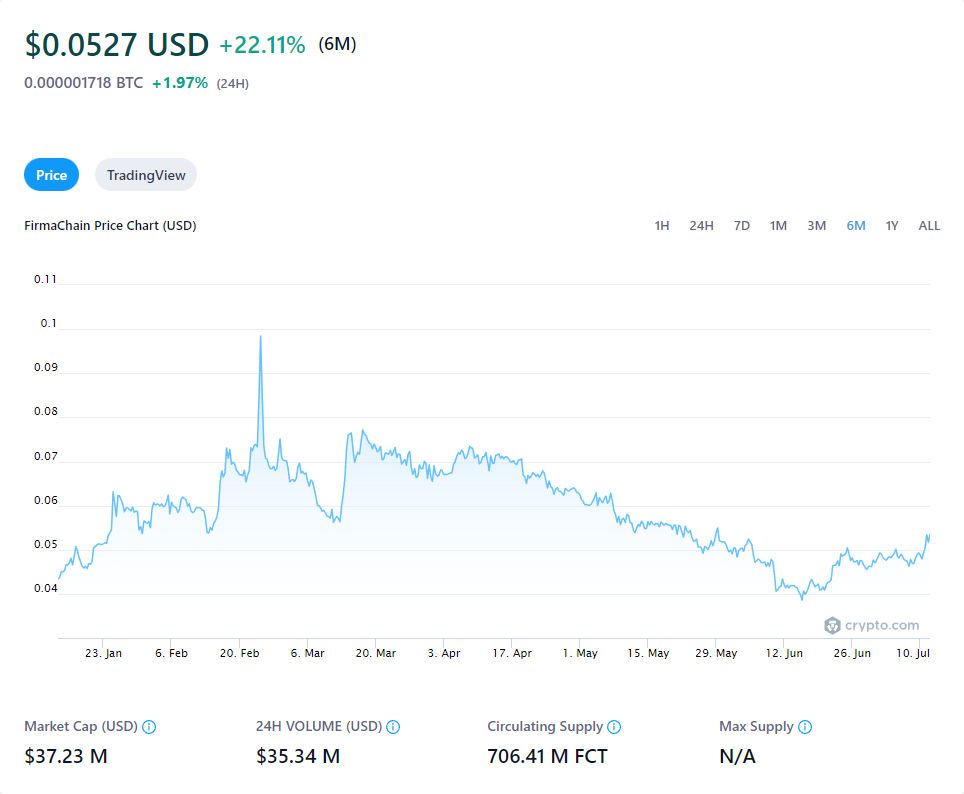 $0.0527 USD +22.11% (6M)
0.000001718 BTC +1.97% (24H)
Price TradingView
FirmaChain Price Chart (USD) 1H 24H 7D 1M 3M 6M 1Y ALL
0.11
0.1
0.09
0.08
0.07
0.06
0.05
0.04
crypto.com
23. Jan 6. Feb 20. Feb 6. Mar 20. Mar 3. Apr 17. Apr 1. May 15. May 29. May 12. Jun 26. Jun 10. Jul
Market Cap (USD) 24H VOLUME (USD) Circulating Supply Max Supply
$37.23 M $35.34 M 706.41 M FCT N/A